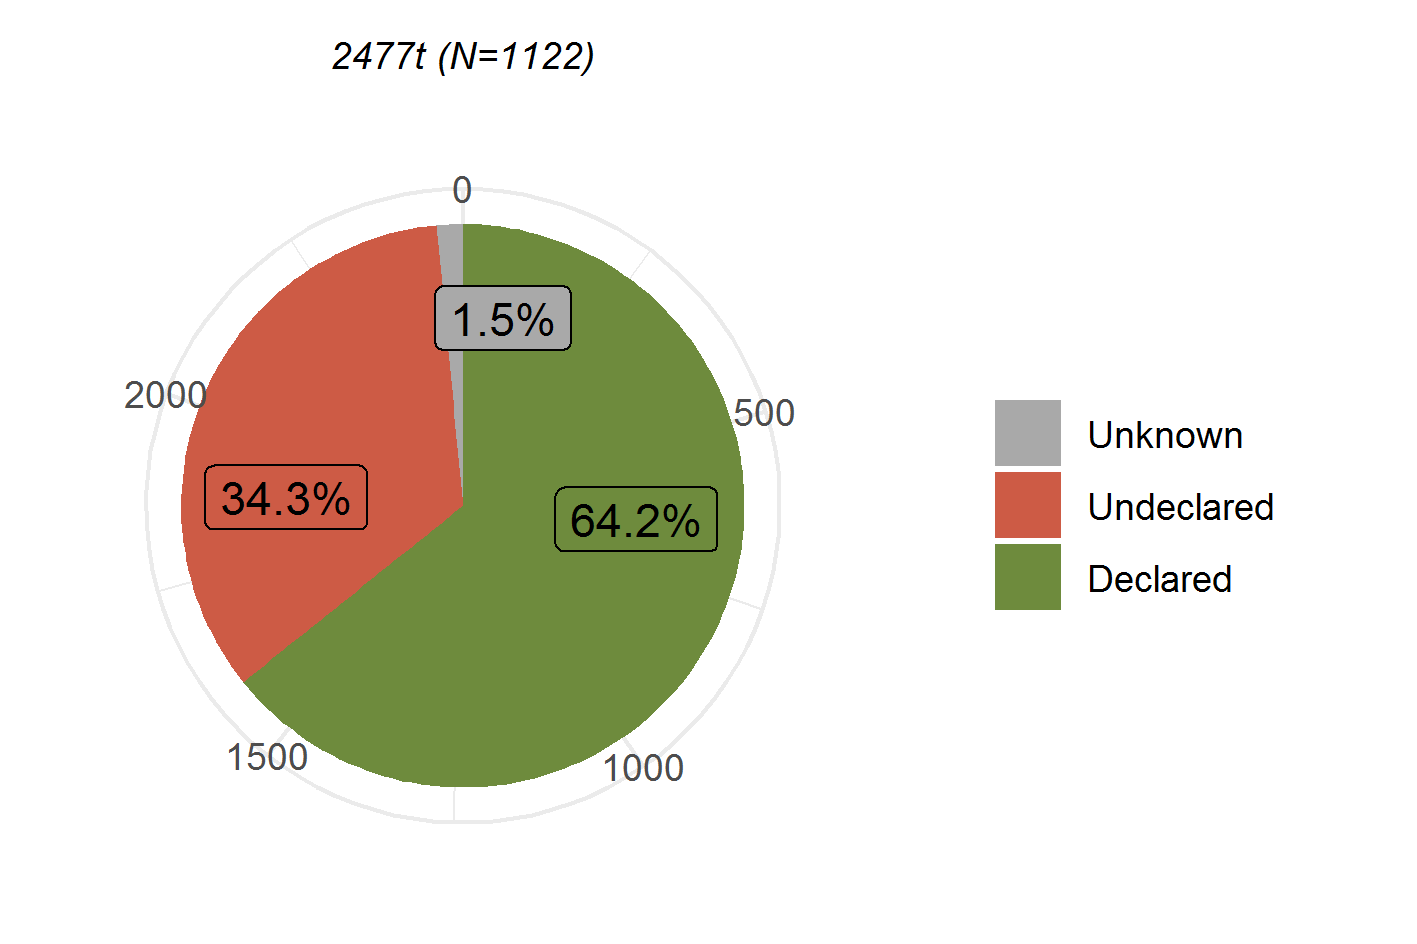 2477t (N=1122)
0
1.5%
2000
500
34.3%
64.2%
1500
1000
Unknown
Undeclared
Declared